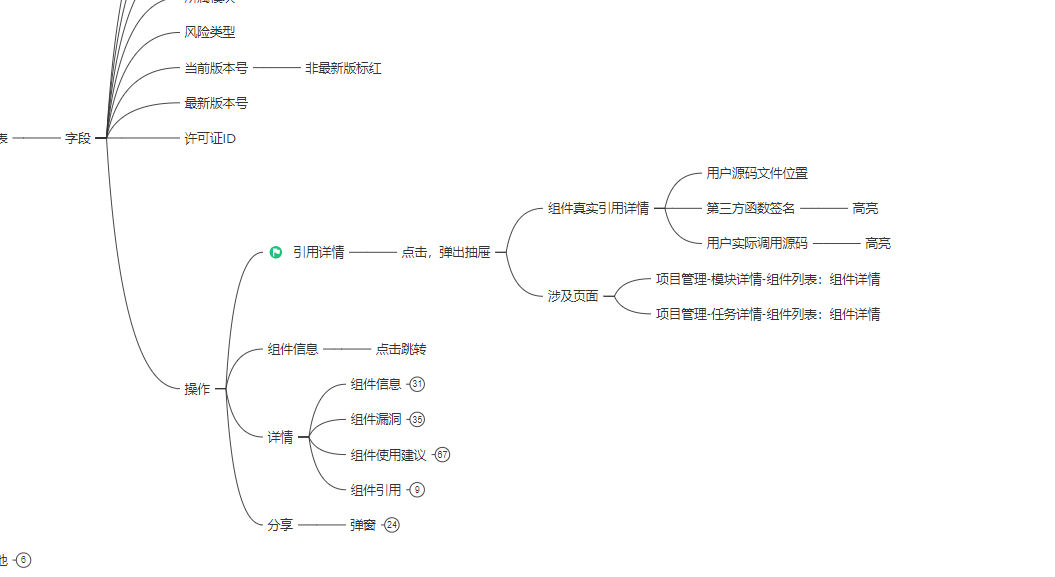 风险类型
当前版本号 非最新版标红
最新版本号
表 字段 许可证ID
用户源码文件位置
组件真实引用详情 第三方函数签名 高亮
用户实际调用源码 高亮
引用详情 点击，弹出抽屉
项目管理-模块详情-组件列表：组件详情
涉及页面
项目管理-任务详情-组件列表：组件详情
组件信息 点击跳转
组件信息 31
操作
组件漏洞 35
详情
组件使用建议 67
组件引用 9
分享 弹窗 24
他 6